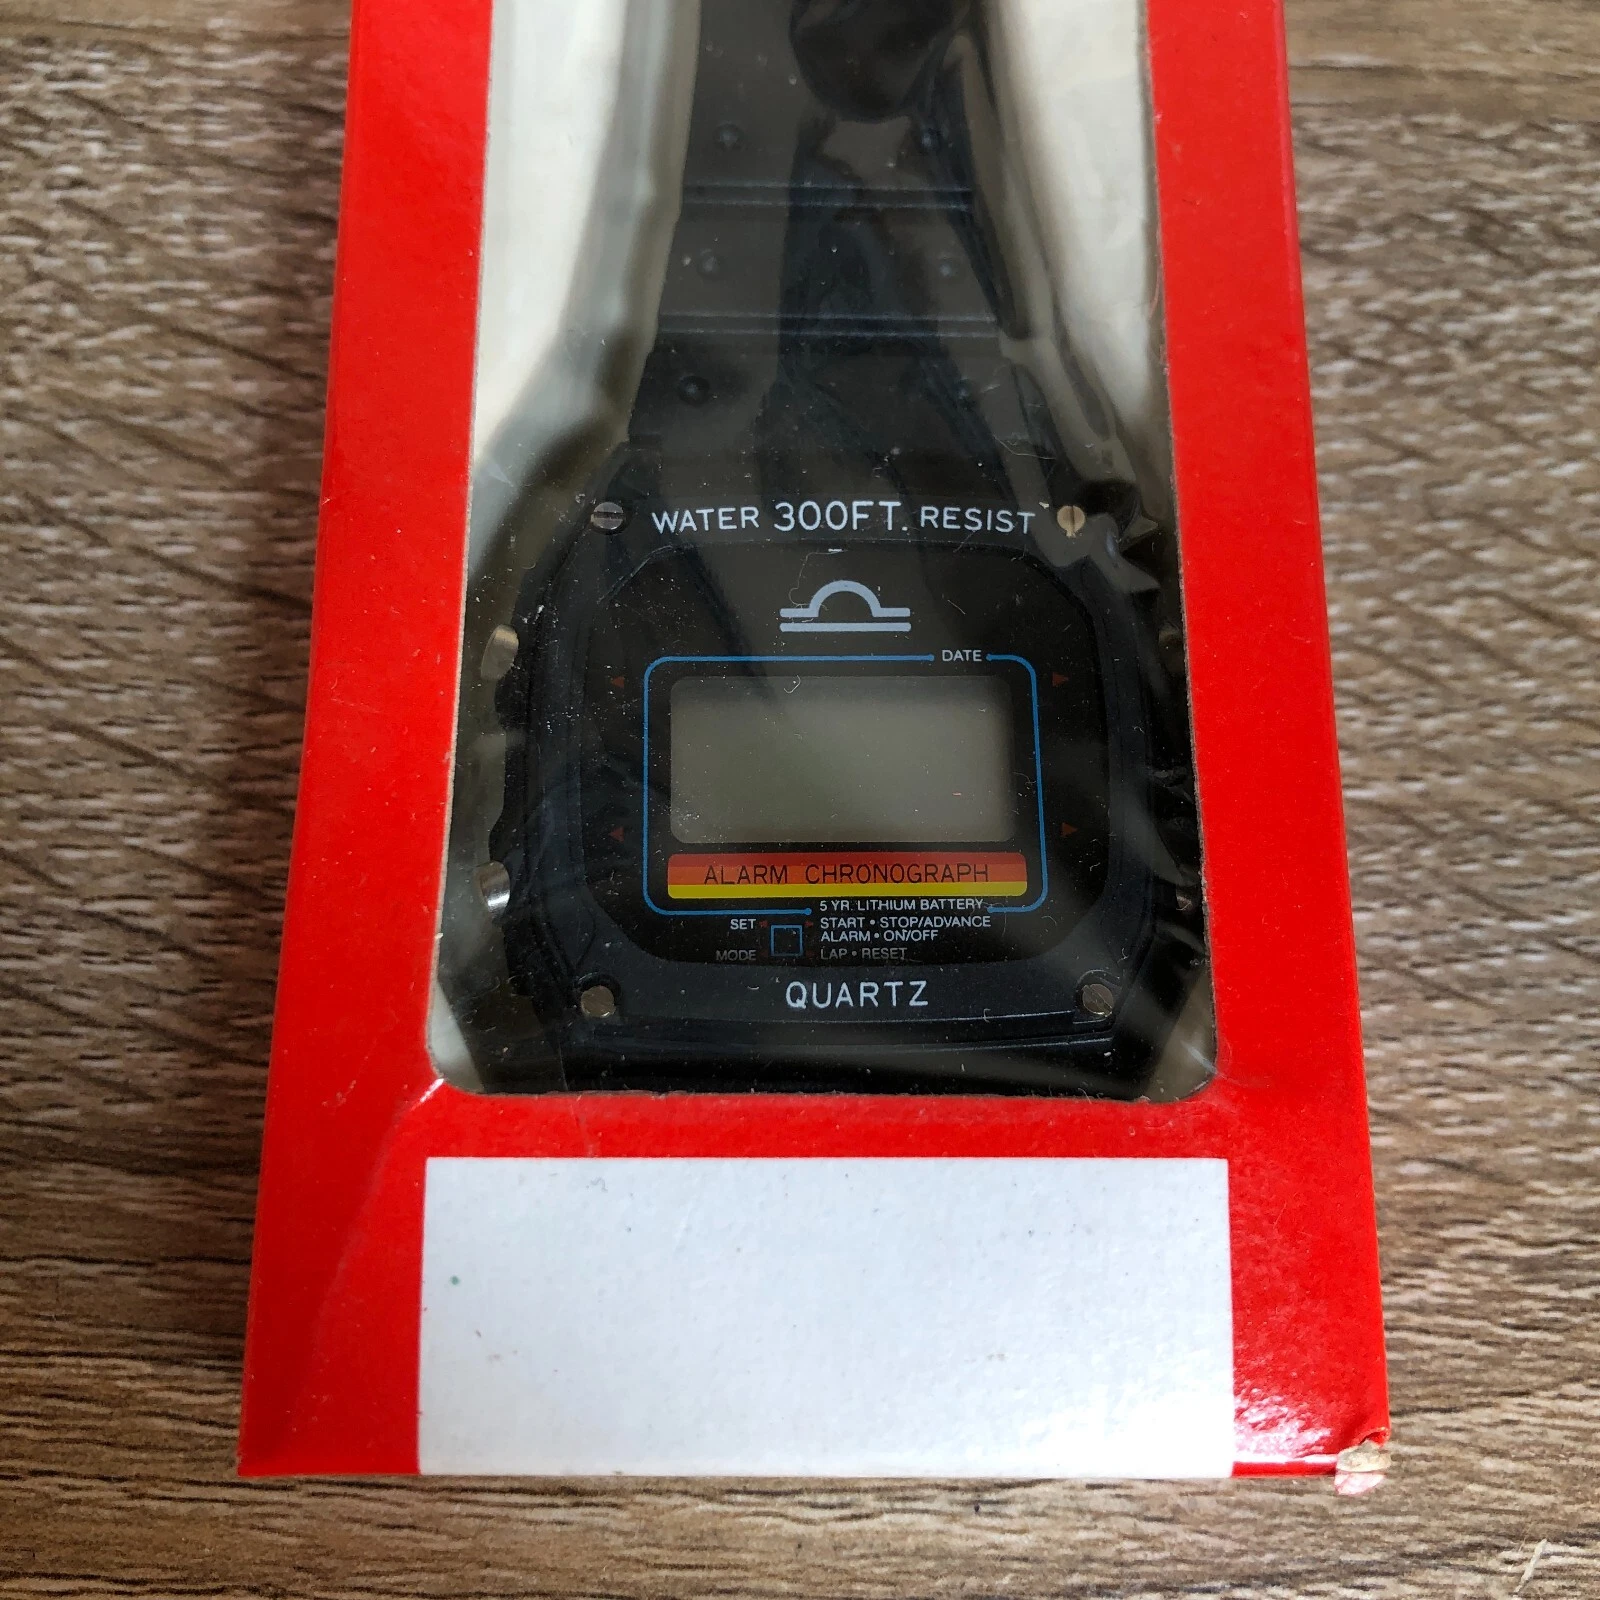 WATER 300FT. RESIST
DATE
ALARM CHRONOGRAPH
5 YR. LITHIUM BATTERY
SET
START • STOP/ADVANCE
ALARM • ON/OFF
MODE
LAP • RESET
QUARTZ